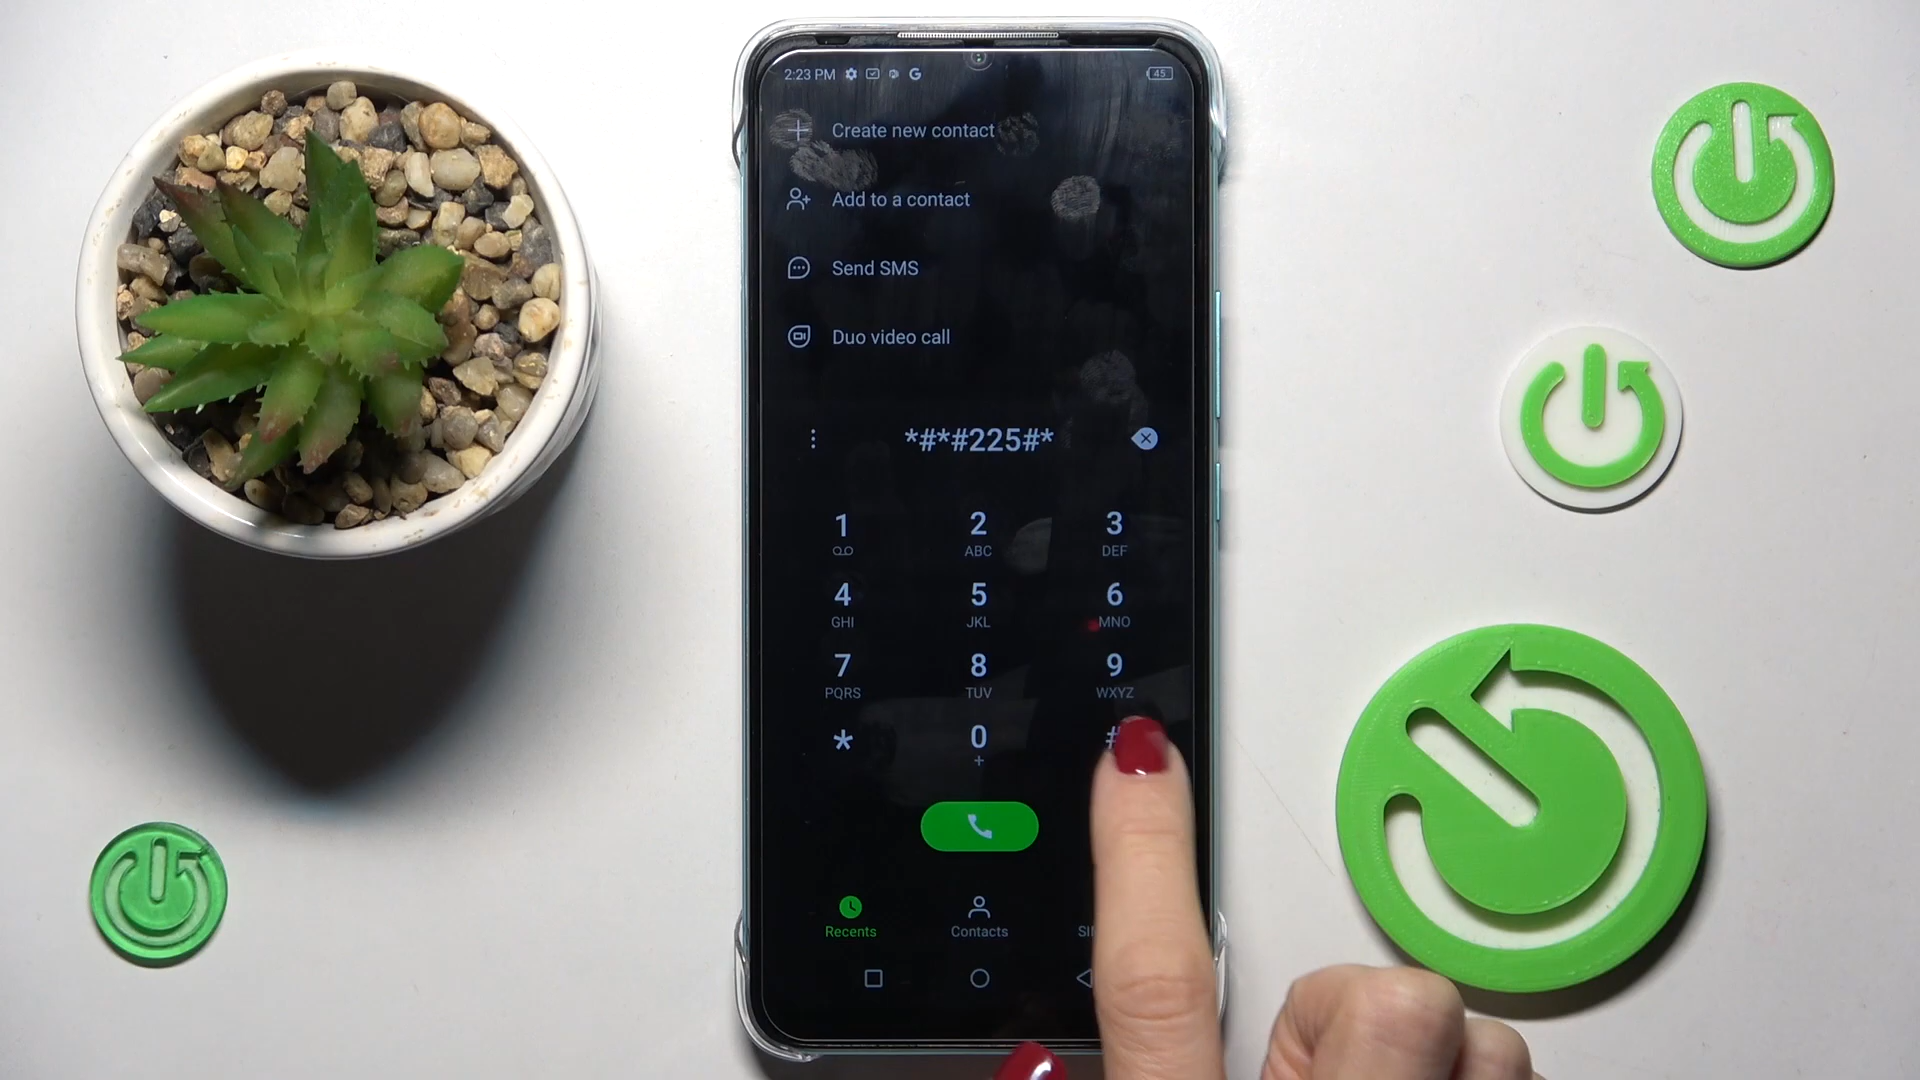 2:23 PM G 45
Create new contact
Add to a contact
Send SMS
Duo video call
*#*#225#*
1 2 3
ABC DEF
4 5 6
GHI JKL MNO
7 8 9
PQRS TUV WXYZ
* 0 #
+
Recents Contacts